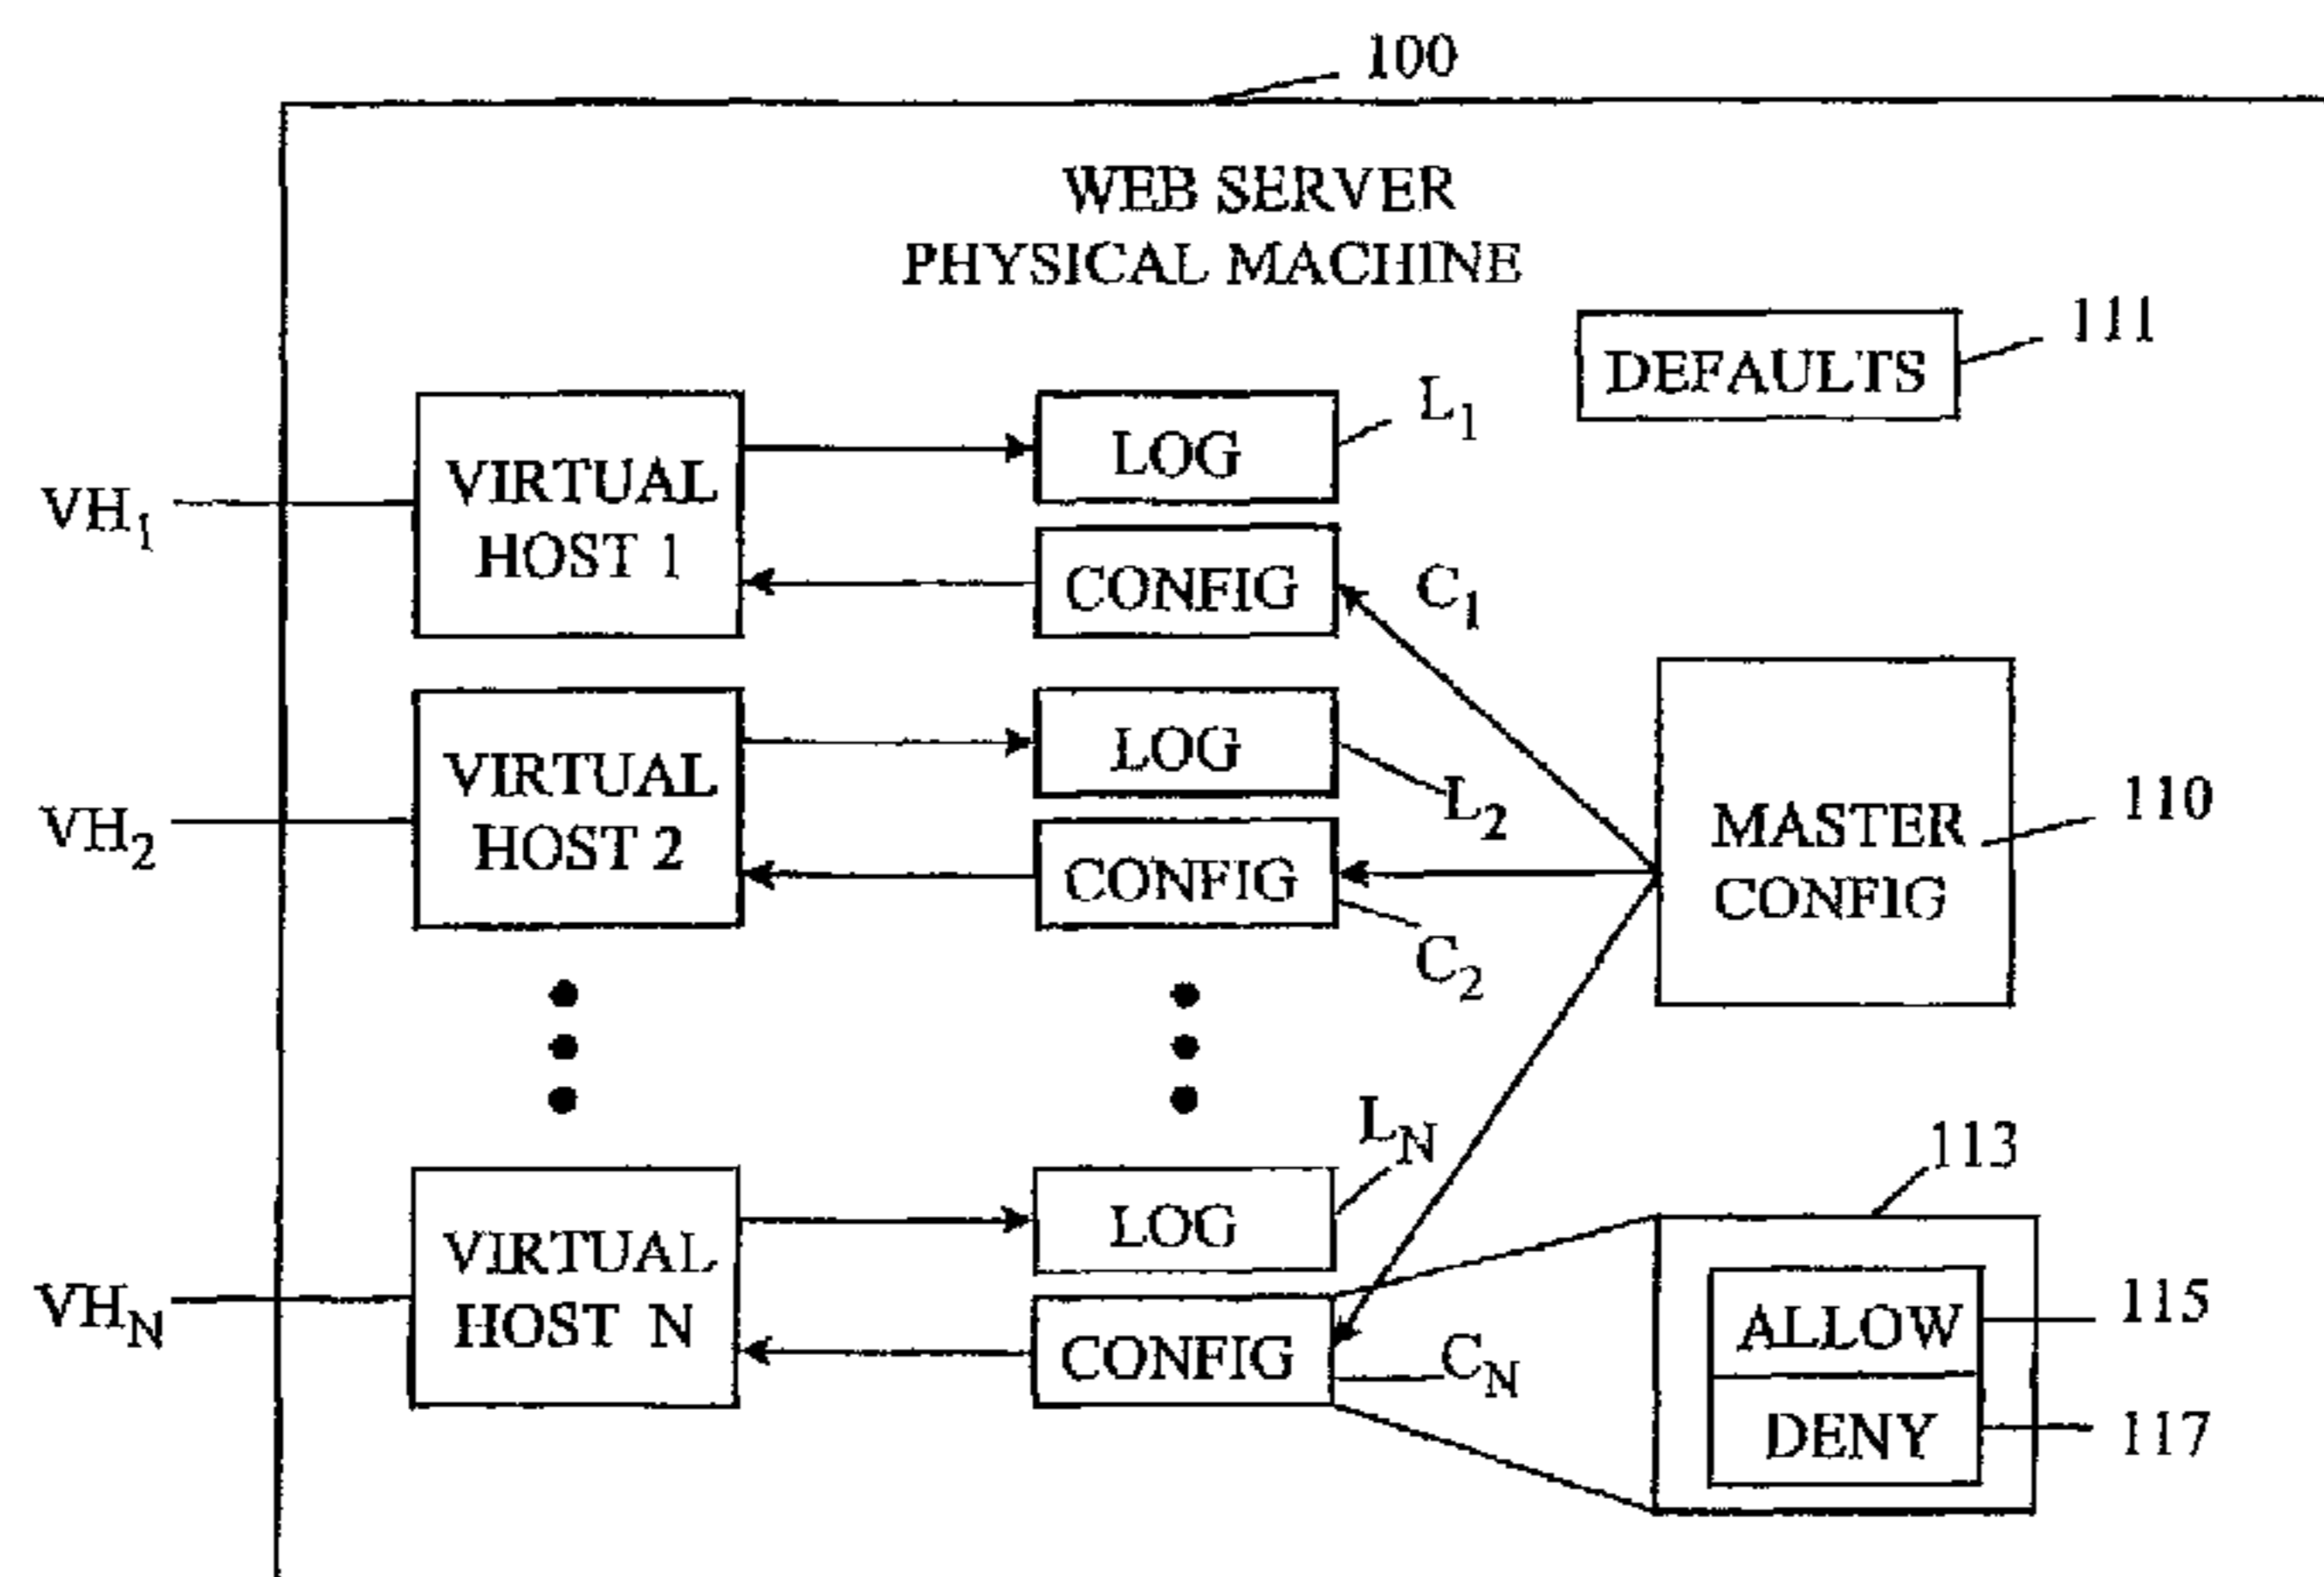 100
WEB SERVER
PHYSICAL MACHINE
DEFAULTS
111
VH1
VIRTUAL
HOST 1
LOG
L1
CONFIG
C1
VH2
VIRTUAL
HOST 2
LOG
L2
CONFIG
C2
MASTER
CONFIG
110
VHN
VIRTUAL
HOST N
LOG
LN
CONFIG
CN
113
ALLOW
115
DENY
117